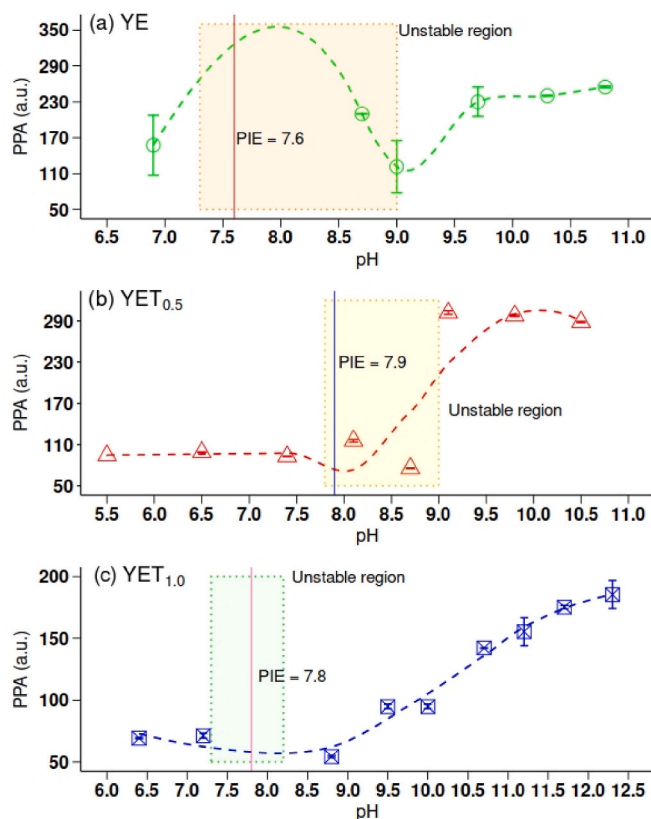 (a) YE
Unstable region
PPA (a.u.)
350
290
230
170
110
50
PIE = 7.6
6.5 7.0 7.5 8.0 8.5 9.0 9.5 10.0 10.5 11.0
pH
(b) YET0.5
PPA (a.u.)
290
230
170
110
50
PIE = 7.9
Unstable region
5.5 6.0 6.5 7.0 7.5 8.0 8.5 9.0 9.5 10.0 10.5 11.0
pH
(c) YET1.0
Unstable region
PPA (a.u.)
200
150
100
50
PIE = 7.8
6.0 6.5 7.0 7.5 8.0 8.5 9.0 9.5 10.0 10.5 11.0 11.5 12.0 12.5
pH